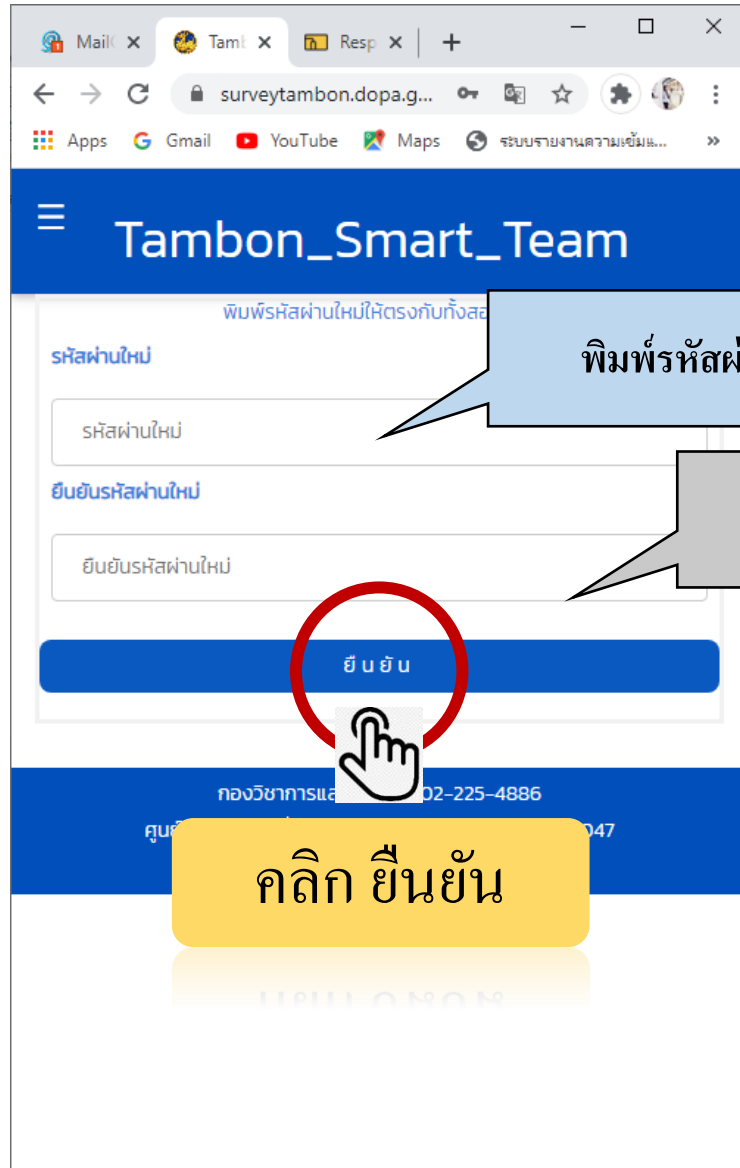 Mail
Tamb
Resp
surveytambon.dopa.g...
Apps
Gmail
YouTube
Maps
ระบบรายงานความเข้มแ...
Tambon_Smart_Team
พิมพ์รหัสผ่านใหม่ให้ตรงกับทั้งสอ
รหัสผ่านใหม่
พิมพ์รหัสผ่
รหัสผ่านใหม่
ยืนยันรหัสผ่านใหม่
ยืนยันรหัสผ่านใหม่
ยืนยัน
กองวิชาการและ 02-225-4886
ศูนย์ 047
คลิก ยืนยัน